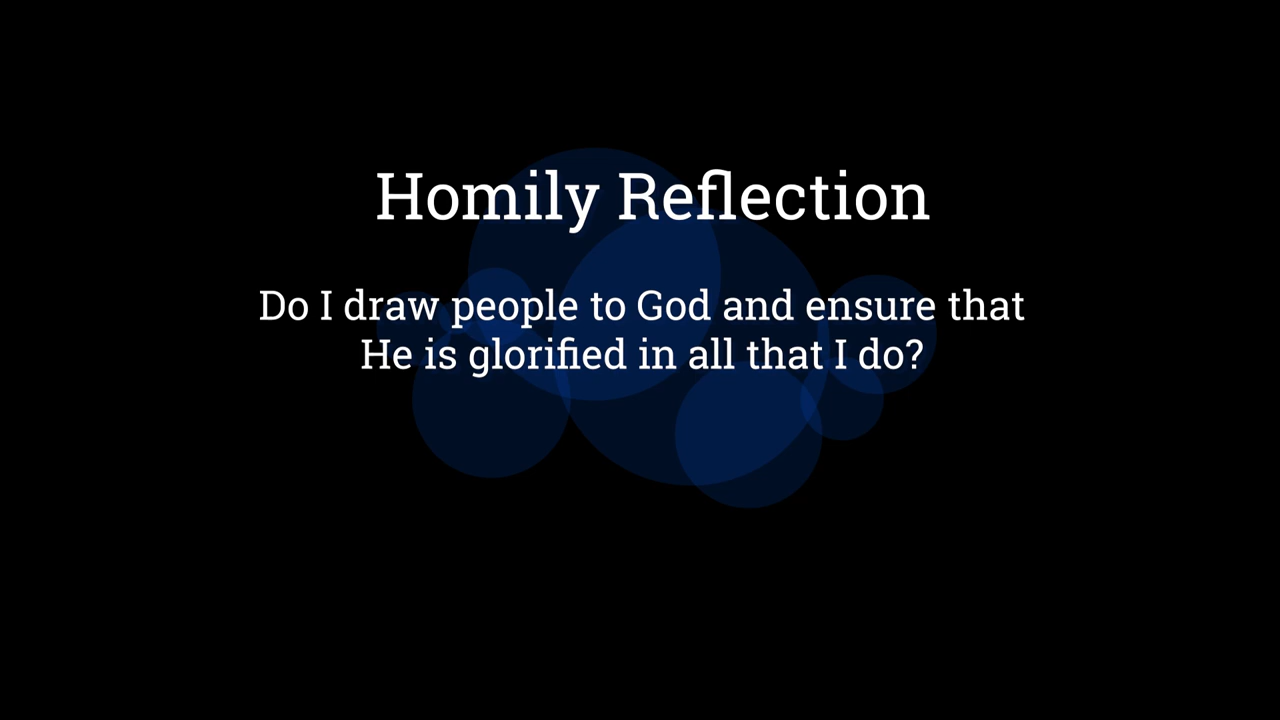 Homily Reflection
Do I draw people to God and ensure that
He is glorified in all that I do?